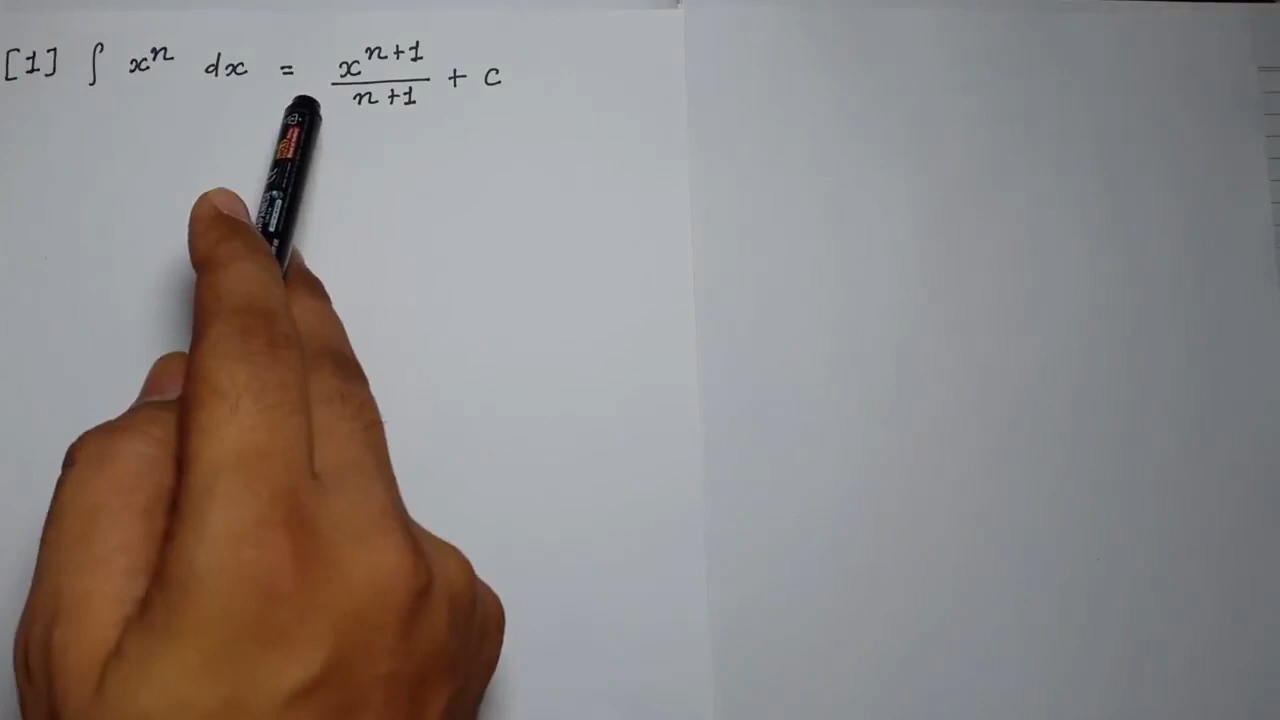 [1] ∫ xⁿ dx = xⁿ⁺¹/n+1 + c